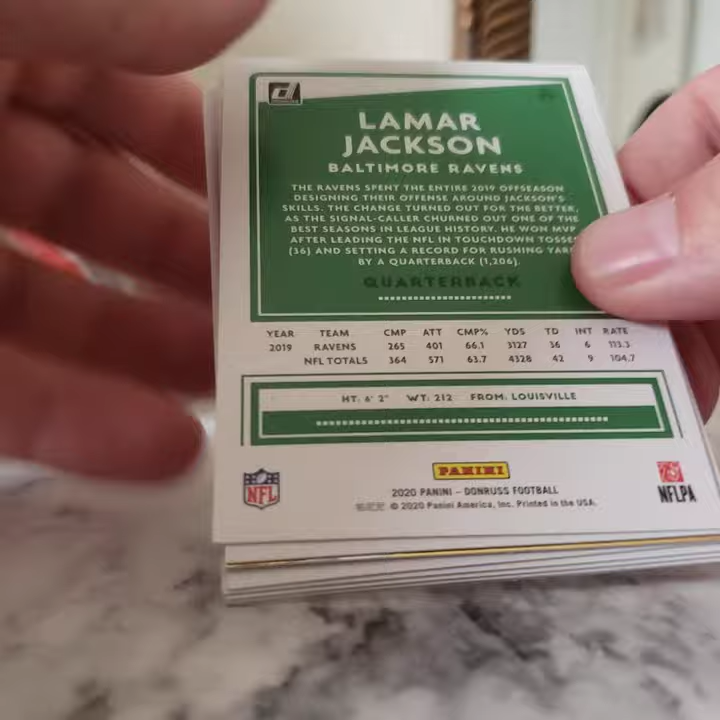 LAMAR
JACKSON
BALTIMORE RAVENS
THE RAVENS SPENT THE ENTIRE 2019 OFFSEASON
DESIGNING THEIR OFFENSE AROUND JACKSON'S
SKILLS. THE CHANGE TURNED OUT FOR THE BETTER,
AS THE SIGNAL-CALLER CHURNED OUT ONE OF THE
BEST SEASONS IN LEAGUE HISTORY. HE WON MVP
AFTER LEADING THE NFL IN TOUCHDOWN TOSSE
(36) AND SETTING A RECORD FOR RUSHING YAR
BY A QUARTERBACK (1,206).
QUARTERBACK
YEAR TEAM CMP ATT CMP% YDS TD INT RATE
2019 RAVENS 265 401 66.1 3127 36 6 113.3
NFL TOTALS 364 571 63.7 4328 42 9 104.7
HT: 6' 2" WT: 212 FROM: LOUISVILLE
PANINI
NFL
2020 PANINI – DONRUSS FOOTBALL
© 2020 Panini America, Inc. Printed in the USA.
NFLPA